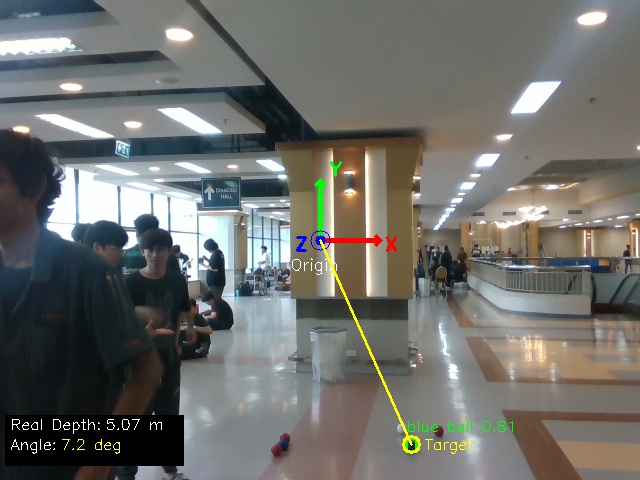 DIAMOND
HALL
Y
Z
X
Origin
blue ball 0.81
Target
Real Depth: 5.07 m
Angle: 7.2 deg